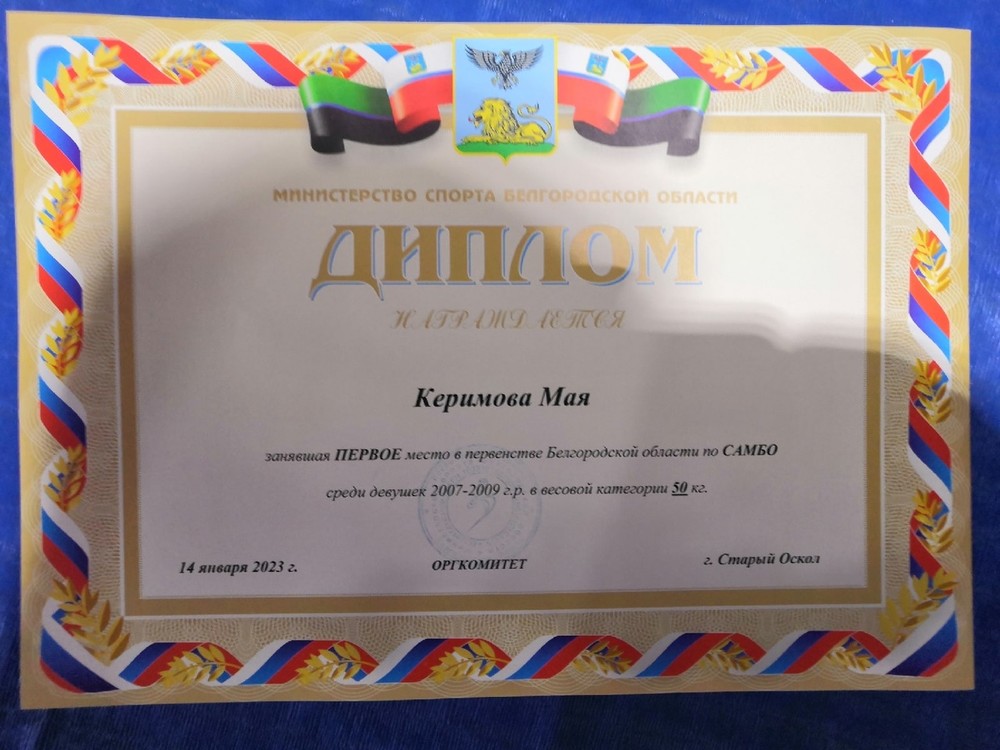 МИНИСТЕРСТВО СПОРТА БЕЛГОРОДСКОЙ ОБЛАСТИ
ДИПЛОМ
НАГРАЖДАЕТСЯ
Керимова Мая
занявшая ПЕРВОЕ место в первенстве Белгородской области по САМБО
среди девушек 2007-2009 г.р. в весовой категории 50 кг.
14 января 2023 г. ОРГКОМИТЕТ г. Старый Оскол